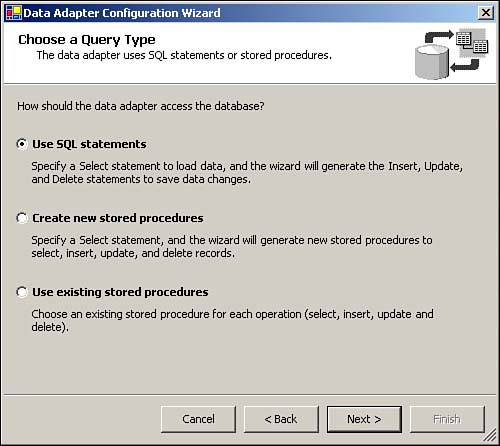 Data Adapter Configuration Wizard
Choose a Query Type
The data adapter uses SQL statements or stored procedures.
How should the data adapter access the database?
Use SQL statements
Specify a Select statement to load data, and the wizard will generate the Insert, Update,
and Delete statements to save data changes.
Create new stored procedures
Specify a Select statement, and the wizard will generate new stored procedures to
select, insert, update, and delete records.
Use existing stored procedures
Choose an existing stored procedure for each operation (select, insert, update and
delete).
Cancel
< Back
Next >
Finish